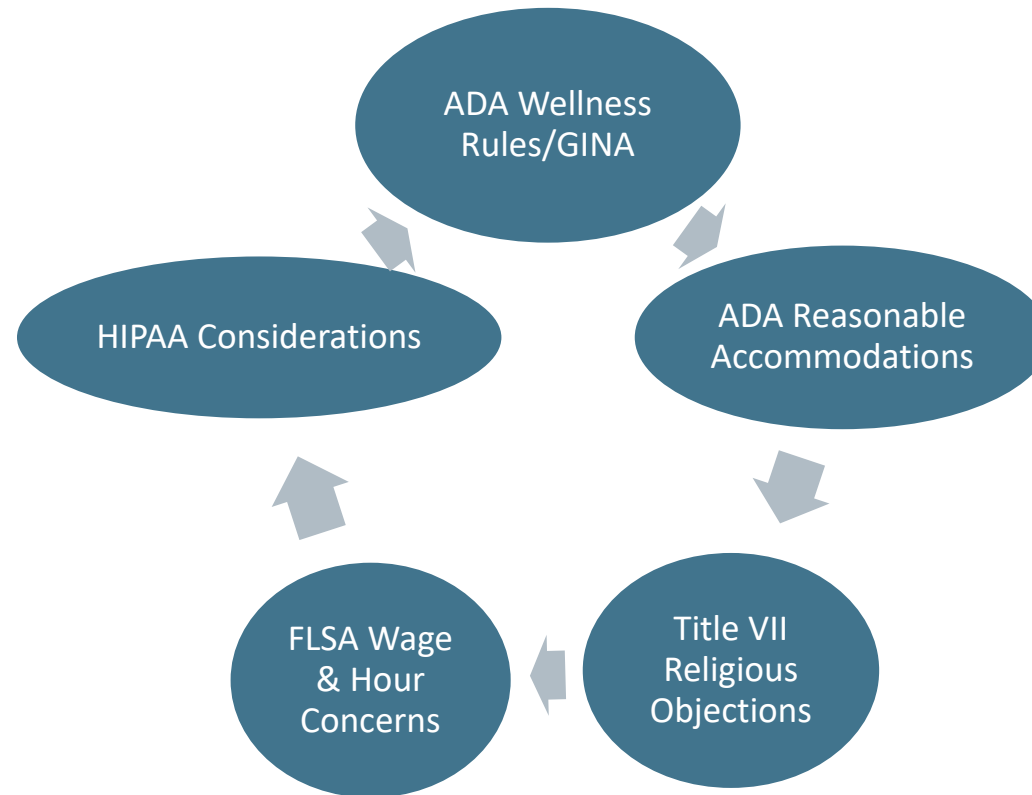 ADA Wellness
Rules/GINA
ADA Reasonable
Accommodations
Title VII
Religious
Objections
FLSA Wage
& Hour
Concerns
HIPAA Considerations